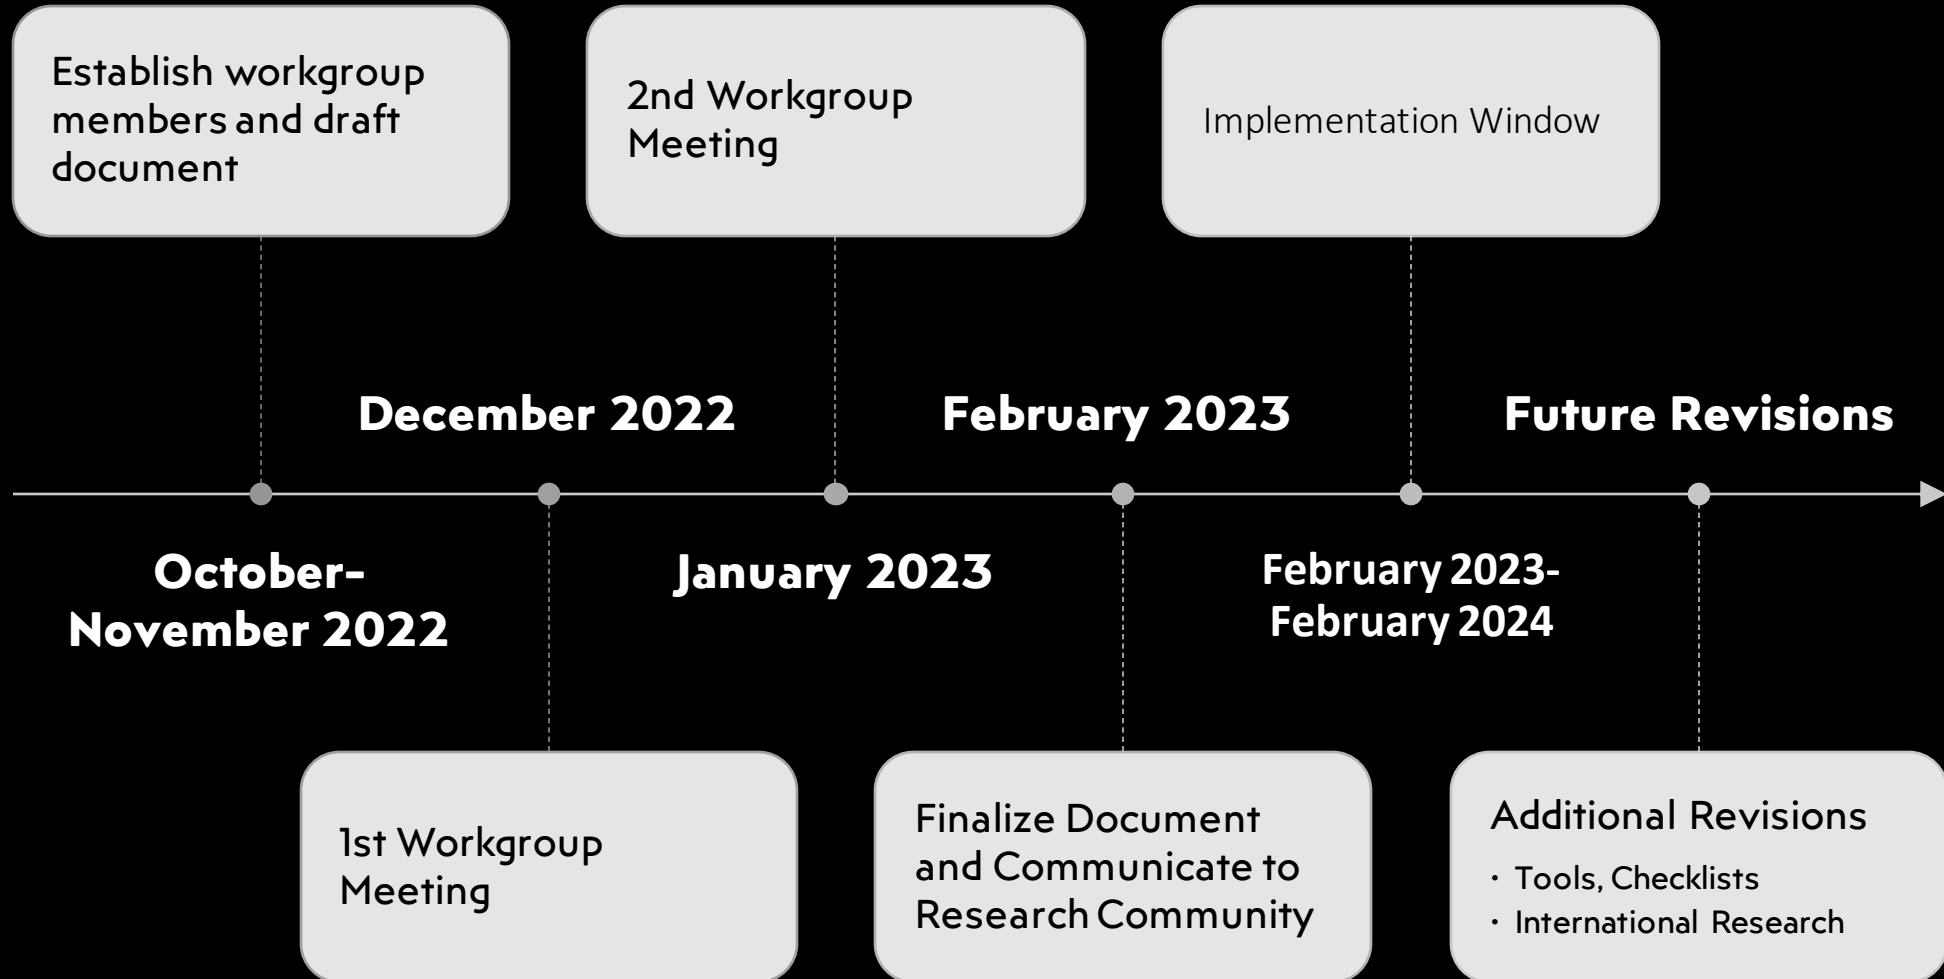 Establish workgroup
members and draft
document
2nd Workgroup
Meeting
Implementation Window
December 2022
February 2023
Future Revisions
October-
November 2022
January 2023
February 2023-
February 2024
1st Workgroup
Meeting
Finalize Document
and Communicate to
Research Community
Additional Revisions
• Tools, Checklists
• International Research